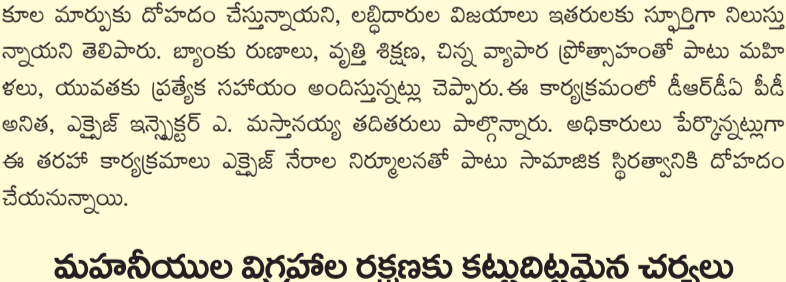 కూల మార్పుకు దోహదం చేస్తున్నాయని, లబ్ధిదారుల విజయాలు ఇతరులకు స్ఫూర్తిగా నిలుస్తు
న్నాయని తెలిపారు. బ్యాంకు రుణాలు, వృత్తి శిక్షణ, చిన్న వ్యాపార ప్రోత్సాహంతో పాటు మహి
ళలు, యువతకు ప్రత్యేక సహాయం అందిస్తున్నట్లు చెప్పారు.ఈ కార్యక్రమంలో డీఆర్‌డీఏ పీడీ
అనిత, ఎక్సైజ్ ఇన్స్పెక్టర్ ఎ. మస్తానయ్య తదితరులు పాల్గొన్నారు. అధికారులు పేర్కొన్నట్లుగా
ఈ తరహా కార్యక్రమాలు ఎక్సైజ్ నేరాల నిర్మూలనతో పాటు సామాజిక స్థిరత్వానికి దోహదం
చేయనున్నాయి.
మహనీయుల విగ్రహాల రక్షణకు కట్టుదిట్టమైన చర్యలు